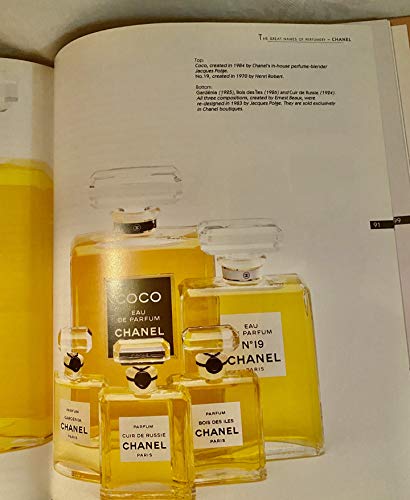 THE GREAT NAMES OF PERFUMERY – CHANEL
Top:
Coco, created in 1984 by Chanel's in-house perfume-blender
Jacques Polge.
No.19, created in 1970 by Henri Robert.
Bottom:
Gardénia (1925), Bois des Îles (1926) and Cuir de Russie (1924).
All three compositions, created by Ernest Beaux, were
re-designed in 1983 by Jacques Polge. They are sold exclusively
in Chanel boutiques.
91
99
COCO
EAU
DE PARFUM
CHANEL
EAU
DE PARFUM
N°19
CHANEL
PARIS
PARFUM
GARDÉNIA
CHANEL
PARIS
PARFUM
CUIR DE RUSSIE
CHANEL
PARIS
PARFUM
BOIS DES ILES
CHANEL
PARIS